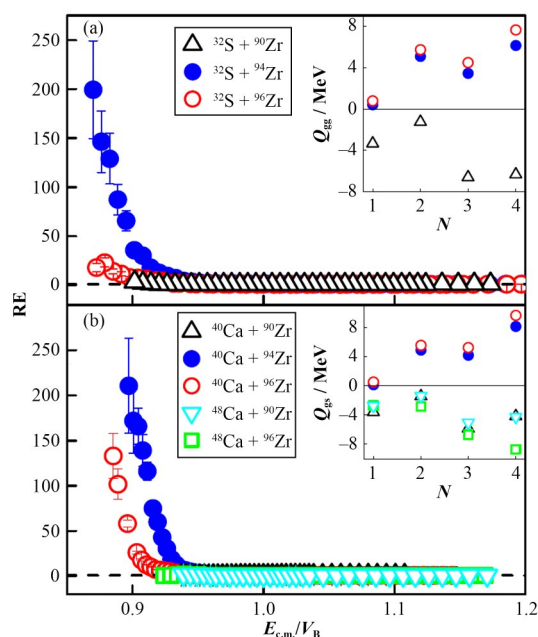 (a)
³²S + ⁹⁰Zr
³²S + ⁹⁴Zr
³²S + ⁹⁶Zr
250
200
150
100
50
0
Q_gg / MeV
8
4
0
−4
8
1 2 3 4
N
RE
(b)
⁴⁰Ca + ⁹⁰Zr
⁴⁰Ca + ⁹⁴Zr
⁴⁰Ca + ⁹⁶Zr
⁴⁸Ca + ⁹⁰Zr
⁴⁸Ca + ⁹⁶Zr
250
200
150
100
50
0
Q_gs / MeV
8
4
0
−4
−8
1 2 3 4
N
0.9 1.0 1.1 1.2
E_c.m./V_B